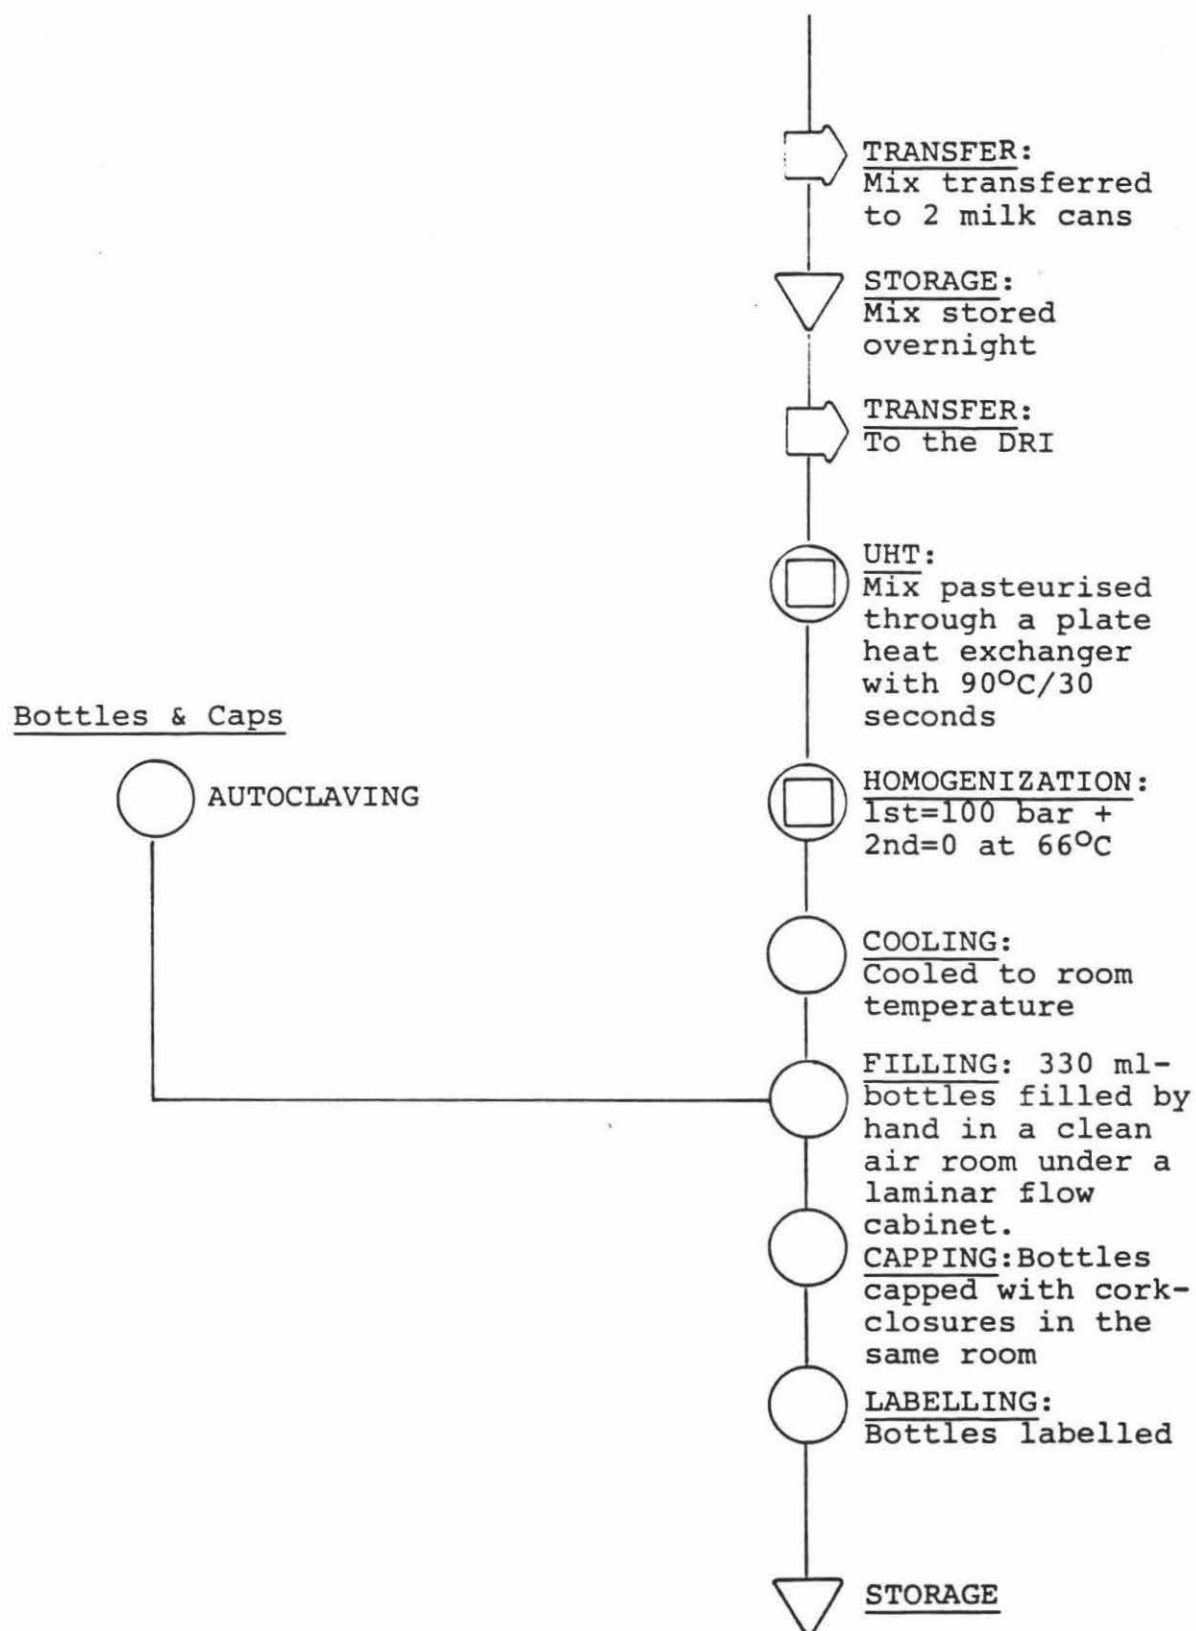 TRANSFER:
Mix transferred
to 2 milk cans
STORAGE:
Mix stored
overnight
TRANSFER:
To the DRI
UHT:
Mix pasteurised
through a plate
heat exchanger
with 90°C/30
seconds
Bottles & Caps
AUTOCLAVING
HOMOGENIZATION:
1st=100 bar +
2nd=0 at 66°C
COOLING:
Cooled to room
temperature
FILLING: 330 ml-
bottles filled by
hand in a clean
air room under a
laminar flow
cabinet.
CAPPING:Bottles
capped with cork-
closures in the
same room
LABELLING:
Bottles labelled
STORAGE